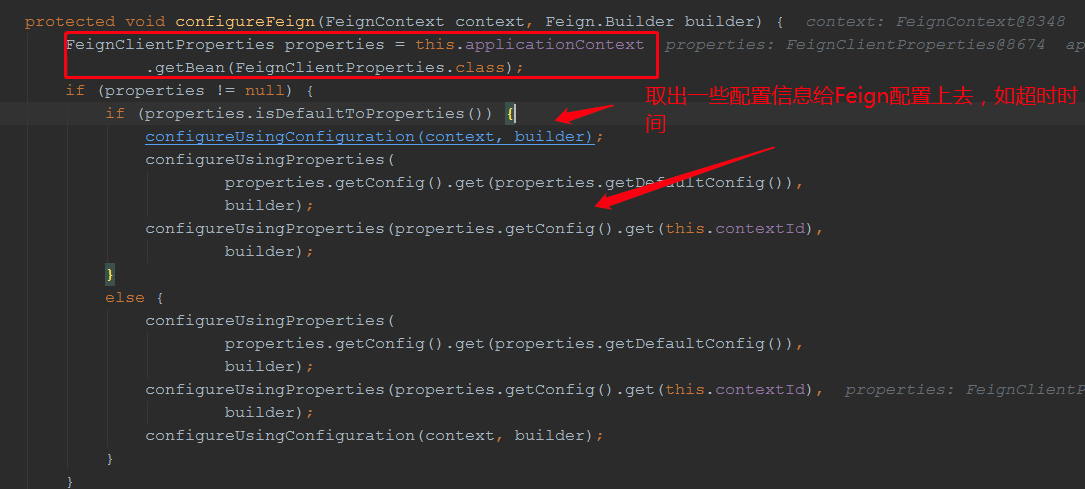 protected void configureFeign(FeignContext context, Feign.Builder builder) {  context: FeignContext@8348
FeignClientProperties properties = this.applicationContext  properties: FeignClientProperties@8674  ap
.getBean(FeignClientProperties.class);
if (properties != null) {
取出一些配置信息给Feign配置上去，如超时时
间
if (properties.isDefaultToProperties()) {
configureUsingConfiguration(context, builder);
configureUsingProperties(
properties.getConfig().get(properties.getDefaultConfig()),
builder);
configureUsingProperties(properties.getConfig().get(this.contextId),
builder);
}
else {
configureUsingProperties(
properties.getConfig().get(properties.getDefaultConfig()),
builder);
configureUsingProperties(properties.getConfig().get(this.contextId),  properties: FeignClientP
builder);
configureUsingConfiguration(context, builder);
}
}